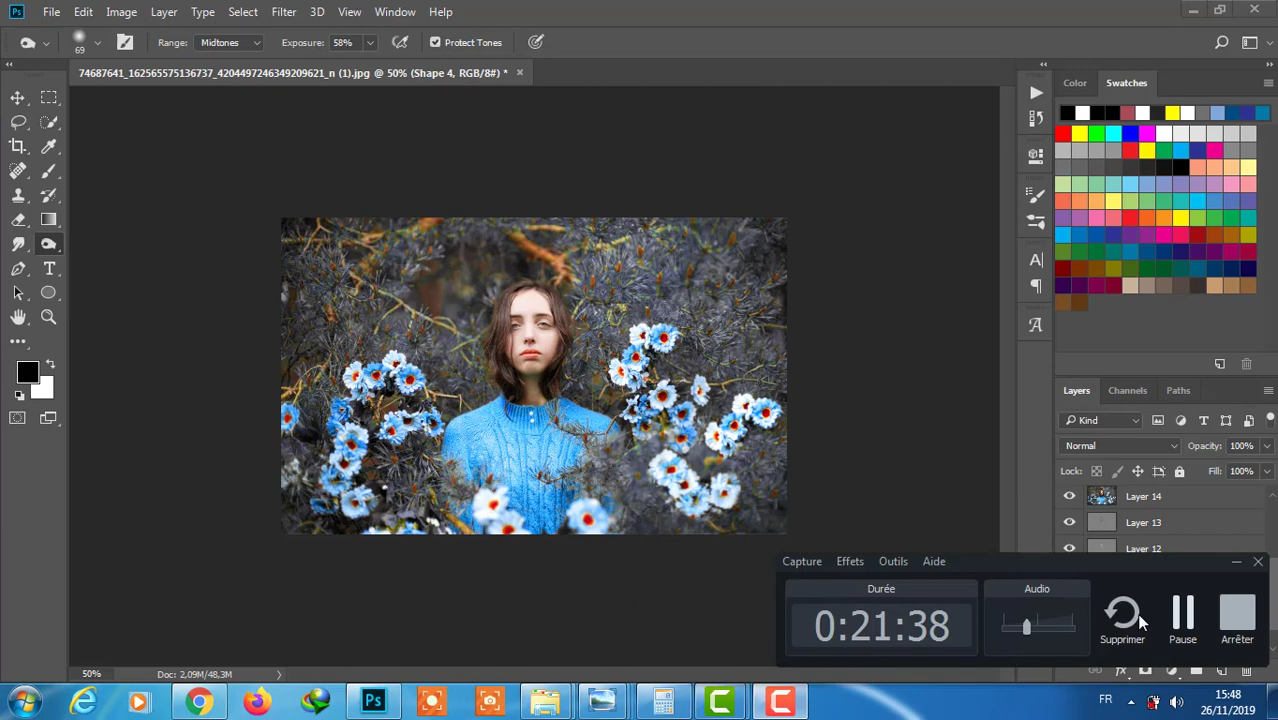 Ps File Edit Image Layer Type Select Filter 3D View Window Help
69 Range: Midtones Exposure: 58% Protect Tones
74687641_162565575136737_4204497246349209621_n (1).jpg @ 50% (Shape 4, RGB/8#) *
Color Swatches
Layers Channels Paths
Kind
Normal Opacity: 100%
Lock: Fill: 100%
Layer 14
Layer 13
Layer 12
Capture Effets Outils Aide
Durée Audio
0:21:38
Supprimer Pause Arrêter
50% Doc: 2,09M/48,3M
Ps
FR
15:48
26/11/2019